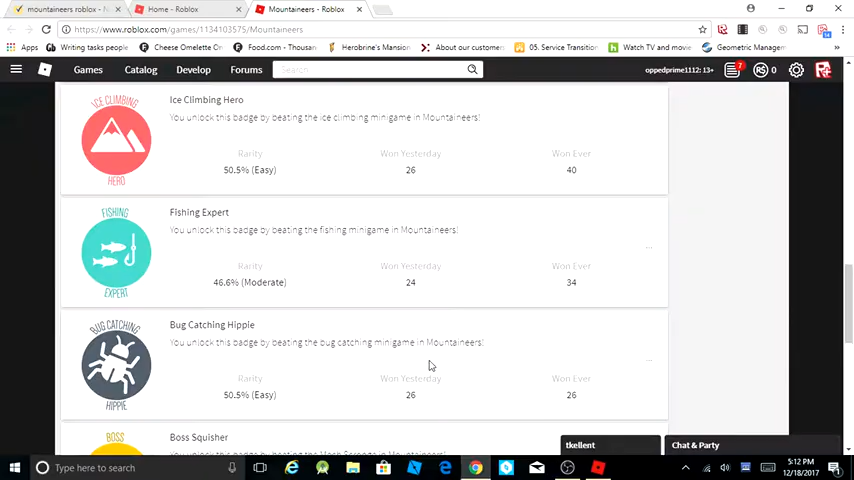 mountaineers roblox - N
Home - Roblox
Mountaineers - Roblox
https://www.roblox.com/games/1134103575/Mountaineers
Apps
Writing tasks people
Cheese Omelette On
Food.com - Thousan
Herobrine's Mansion
About our custome
05. Service Transition
Watch TV and movie
Geometric Managem
Games
Catalog
Develop
Forums
Search
oppedprime1112: 13+
7
0
ICE CLIMBING
HERO
Ice Climbing Hero
You unlock this badge by beating the ice climbing minigame in Mountaineers!
Rarity Won Yesterday Won Ever
50.5% (Easy) 26 40
FISHING
EXPERT
Fishing Expert
You unlock this badge by beating the fishing minigame in Mountaineers!
...
Rarity Won Yesterday Won Ever
46.6% (Moderate) 24 34
BUG CATCHING
HIPPIE
Bug Catching Hippie
You unlock this badge by beating the bug catching minigame in Mountaineers!
...
Rarity Won Yesterday Won Ever
50.5% (Easy) 26 26
BOSS
Boss Squisher
tkellent
Chat & Party
Type here to search
5:12 PM
12/18/2017